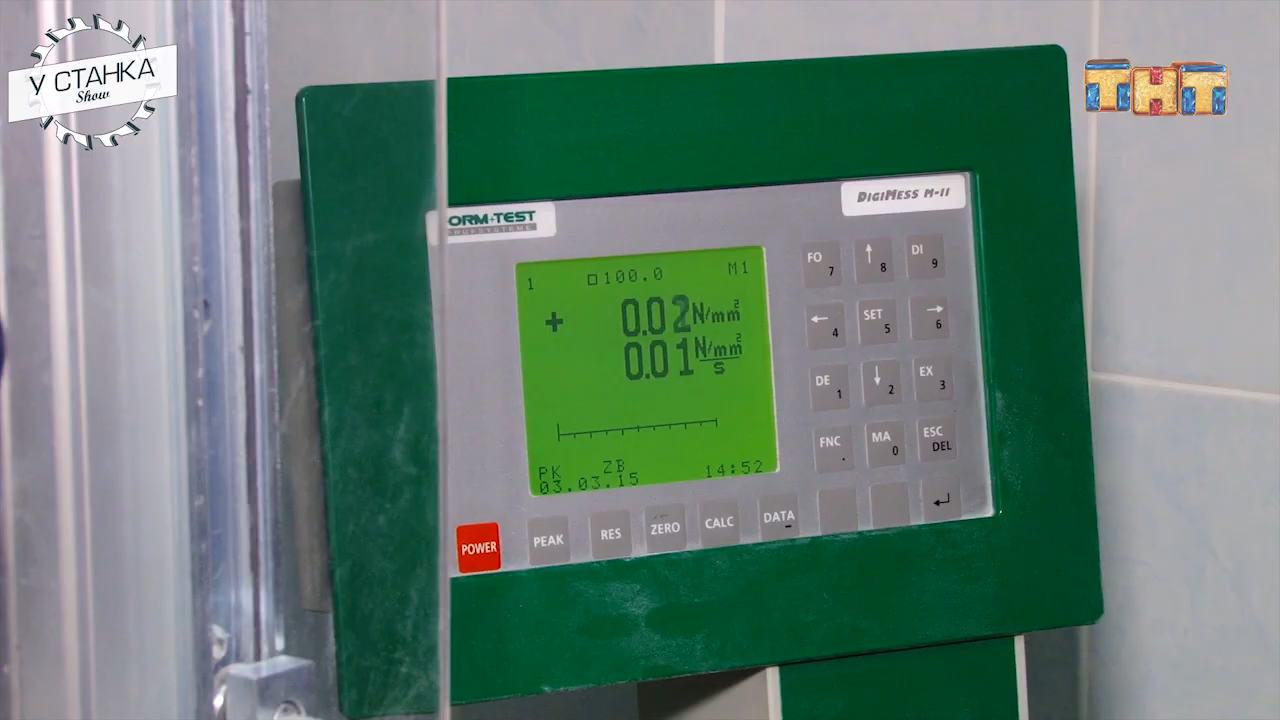 У СТАНКА
Show
ТНТ
ORM+TEST
PRÜFSYSTEME
DIGIMESS M-11
1 □100.0 M1
+ 0.02 N/mm²
0.01 N/mm²
s
PK ZB
03.03.15 14:52
FO 7 ↑ 8 DI 9
← 4 SET 5 → 6
DE 1 ↓ 2 EX 3
FNC . MA 0 ESC DEL
POWER PEAK RES ZERO CALC DATA - ↵